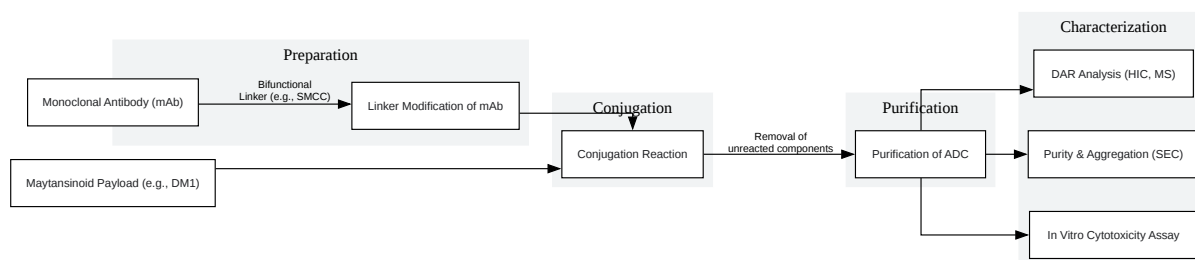 Preparation
Monoclonal Antibody (mAb)
Bifunctional
Linker (e.g., SMCC)
Linker Modification of mAb
Maytansinoid Payload (e.g., DM1)
Conjugation
Conjugation Reaction
Removal of
unreacted components
Purification
Purification of ADC
Characterization
DAR Analysis (HIC, MS)
Purity & Aggregation (SEC)
In Vitro Cytotoxicity Assay